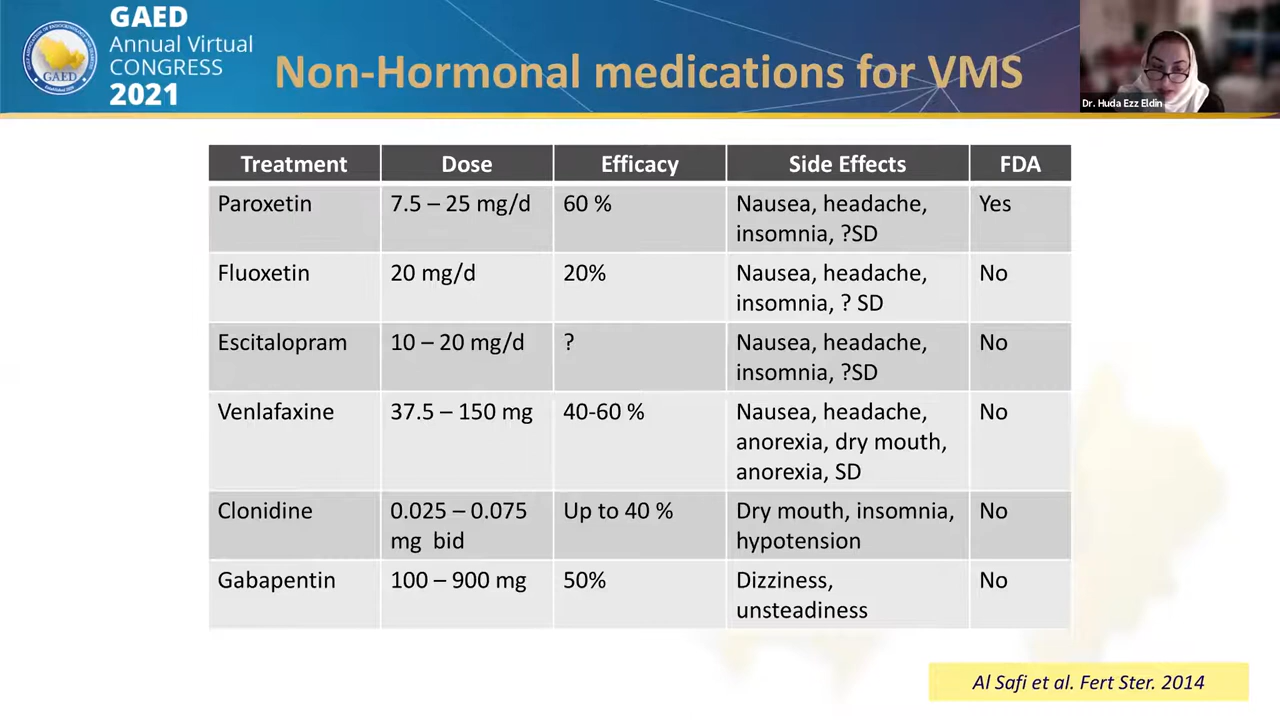 GAED
Annual Virtual
CONGRESS
2021
GAED
Non-Hormonal medications for VMS
Dr. Huda Ezz Eldin
Treatment Dose Efficacy Side Effects FDA
Paroxetin 7.5 – 25 mg/d 60 % Nausea, headache, Yes
insomnia, ?SD
Fluoxetin 20 mg/d 20% Nausea, headache, No
insomnia, ? SD
Escitalopram 10 – 20 mg/d ? Nausea, headache, No
insomnia, ?SD
Venlafaxine 37.5 – 150 mg 40-60 % Nausea, headache, No
anorexia, dry mouth,
anorexia, SD
Clonidine 0.025 – 0.075 Up to 40 % Dry mouth, insomnia, No
mg bid hypotension
Gabapentin 100 – 900 mg 50% Dizziness, No
unsteadiness
Al Safi et al. Fert Ster. 2014